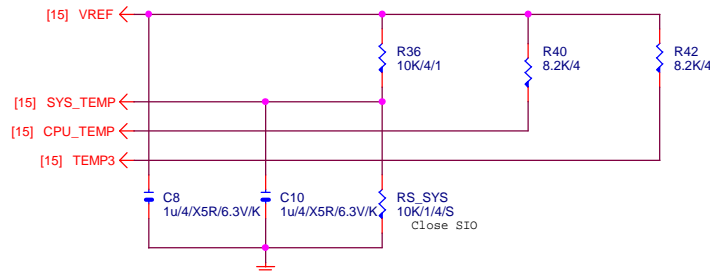 [15] VREF
R36
10K/4/1
R40
8.2K/4
R42
8.2K/4
[15] SYS_TEMP
[15] CPU_TEMP
[15] TEMP3
C8
1u/4/X5R/6.3V/K
C10
1u/4/X5R/6.3V/K
RS_SYS
10K/1/4/S
Close SIO